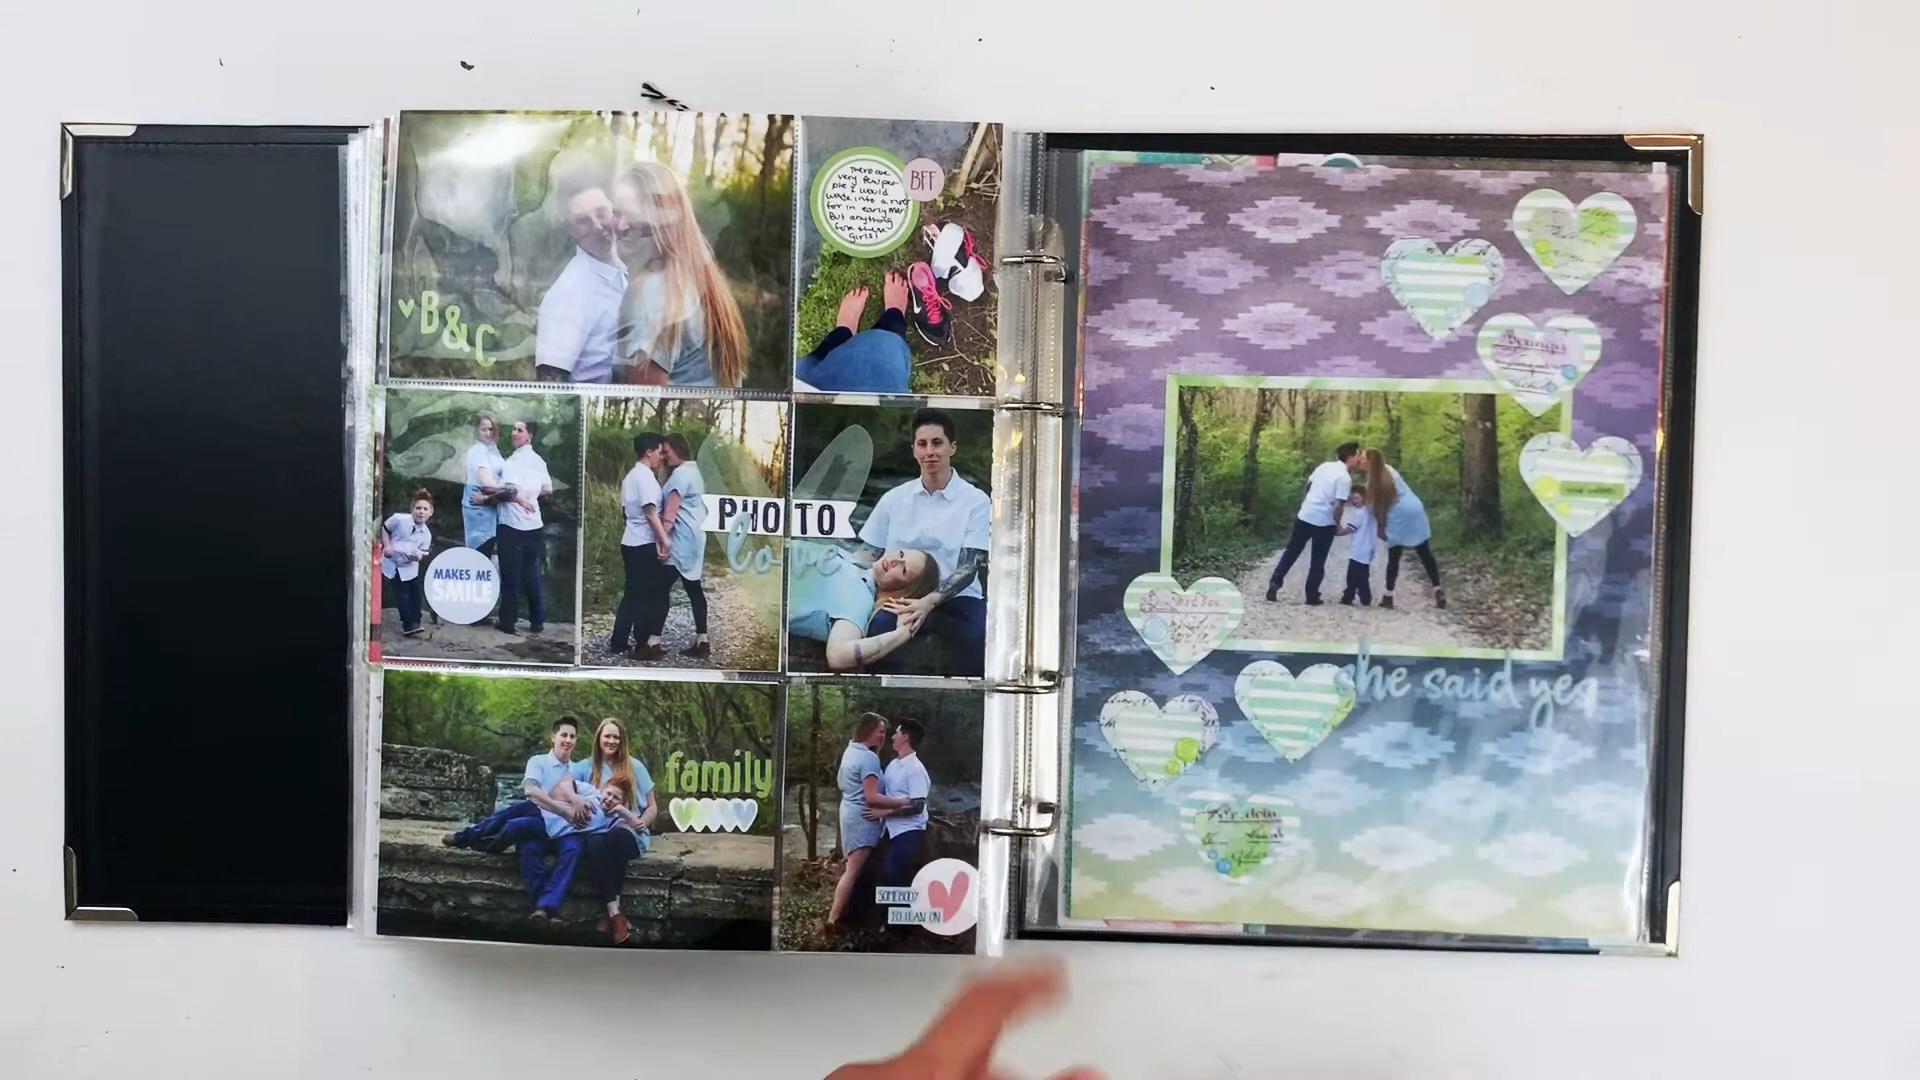 B&C
There are
very few peo-
ple I would
wade into a river
for in early May
But anything
for these
girls!
BFF
MAKES ME
SMILE
PHOTO
love
family
SOMEBODY
TO LEAN ON
she said yes